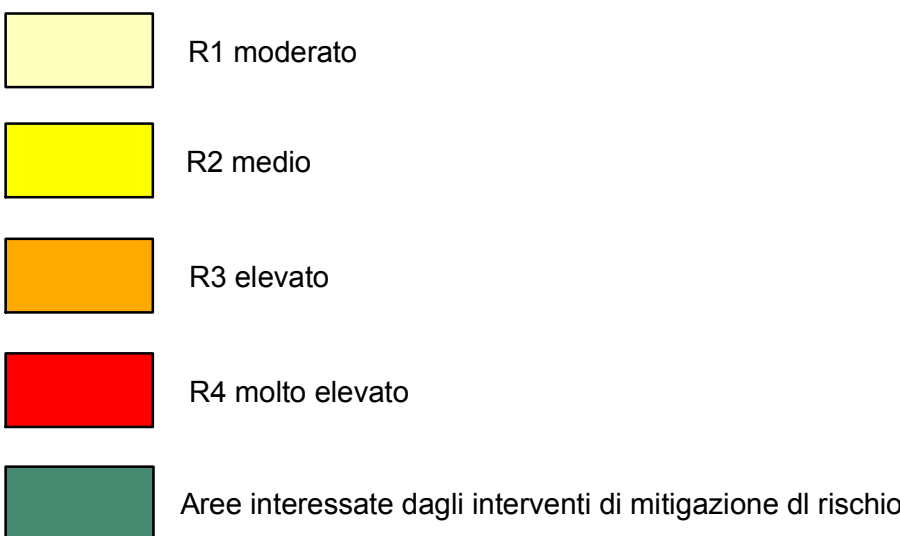 R1 moderato
R2 medio
R3 elevato
R4 molto elevato
Aree interessate dagli interventi di mitigazione dl rischio